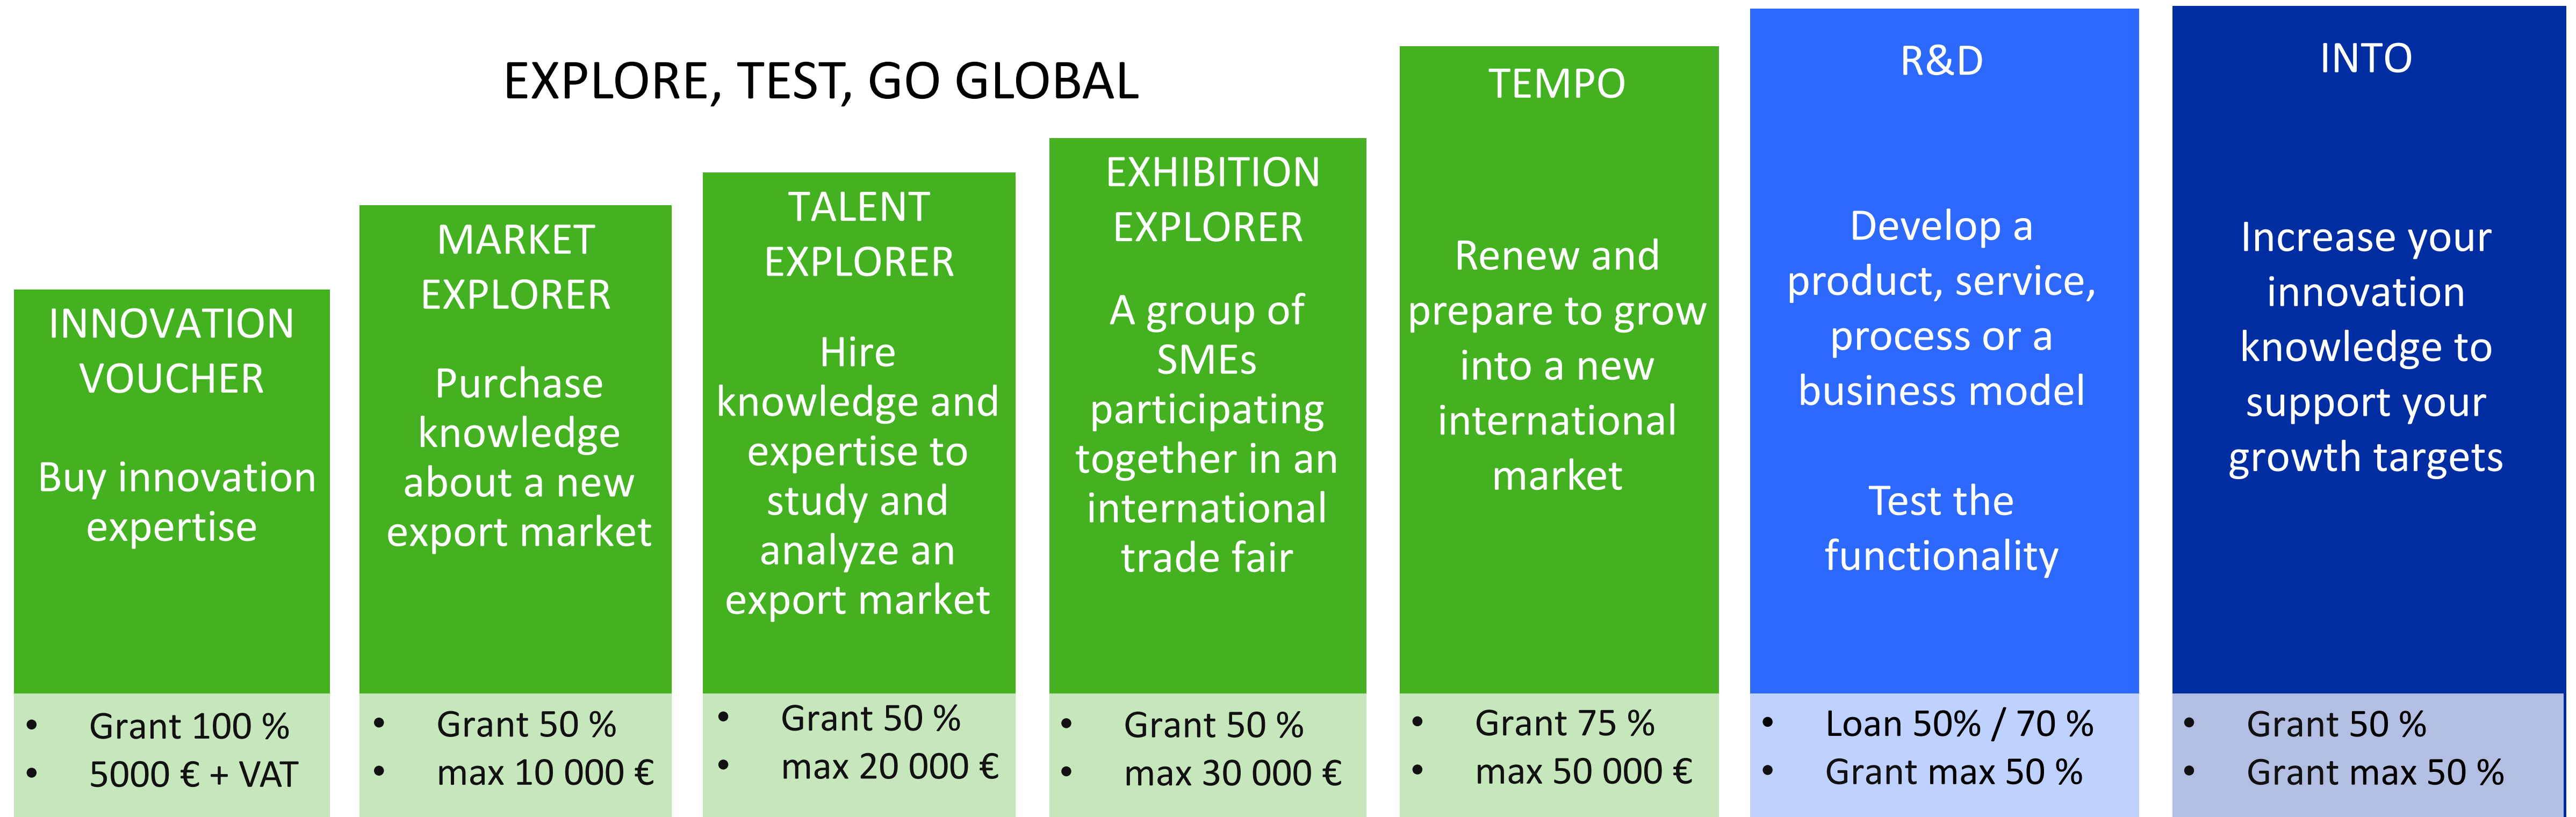 EXPLORE, TEST, GO GLOBAL
INNOVATION
VOUCHER
Buy innovation
expertise
• Grant 100 %
• 5000 € + VAT
MARKET
EXPLORER
Purchase
knowledge
about a new
export market
• Grant 50 %
• max 10 000 €
TALENT
EXPLORER
Hire
knowledge and
expertise to
study and
analyze an
export market
• Grant 50 %
• max 20 000 €
EXHIBITION
EXPLORER
A group of
SMEs
participating
together in an
international
trade fair
• Grant 50 %
• max 30 000 €
TEMPO
Renew and
prepare to grow
into a new
international
market
• Grant 75 %
• max 50 000 €
R&D
Develop a
product, service,
process or a
business model
Test the
functionality
• Loan 50% / 70 %
• Grant max 50 %
INTO
Increase your
innovation
knowledge to
support your
growth targets
• Grant 50 %
• Grant max 50 %